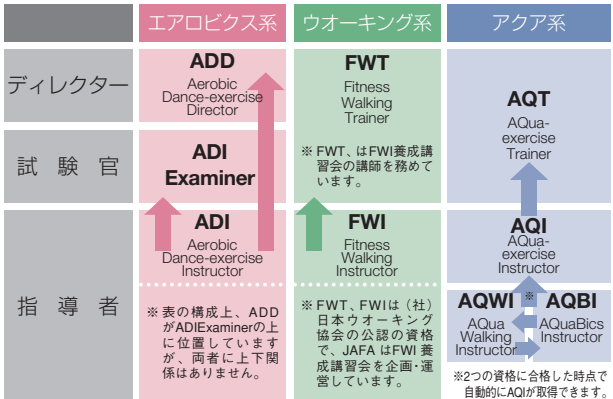 エアロビクス系
ウオーキング系
アクア系
ディレクター
ADD
Aerobic
Dance-exercise
Director
FWT
Fitness
Walking
Trainer
※ FWT、はFWI養成講
習会の講師を務めて
います。
AQT
AQua-
exercise
Trainer
試験官
ADI
Examiner
指導者
ADI
Aerobic
Dance-exercise
Instructor
※ 表の構成上、ADD
がADIExaminerの上
に位置しています
が、両者に上下関
係はありません。
FWI
Fitness
Walking
Instructor
※ FWT、FWIは（社）
日本ウオーキング
協会の公認の資格
で、JAFA はFWI 養
成講習会を企画・運
営しています。
AQI
AQua-
exercise
Instructor
※
AQWI
AQua
Walking
Instructor
AQBI
AQuaBics
Instructor
※2つの資格に合格した時点で
自動的にAQIが取得できます。